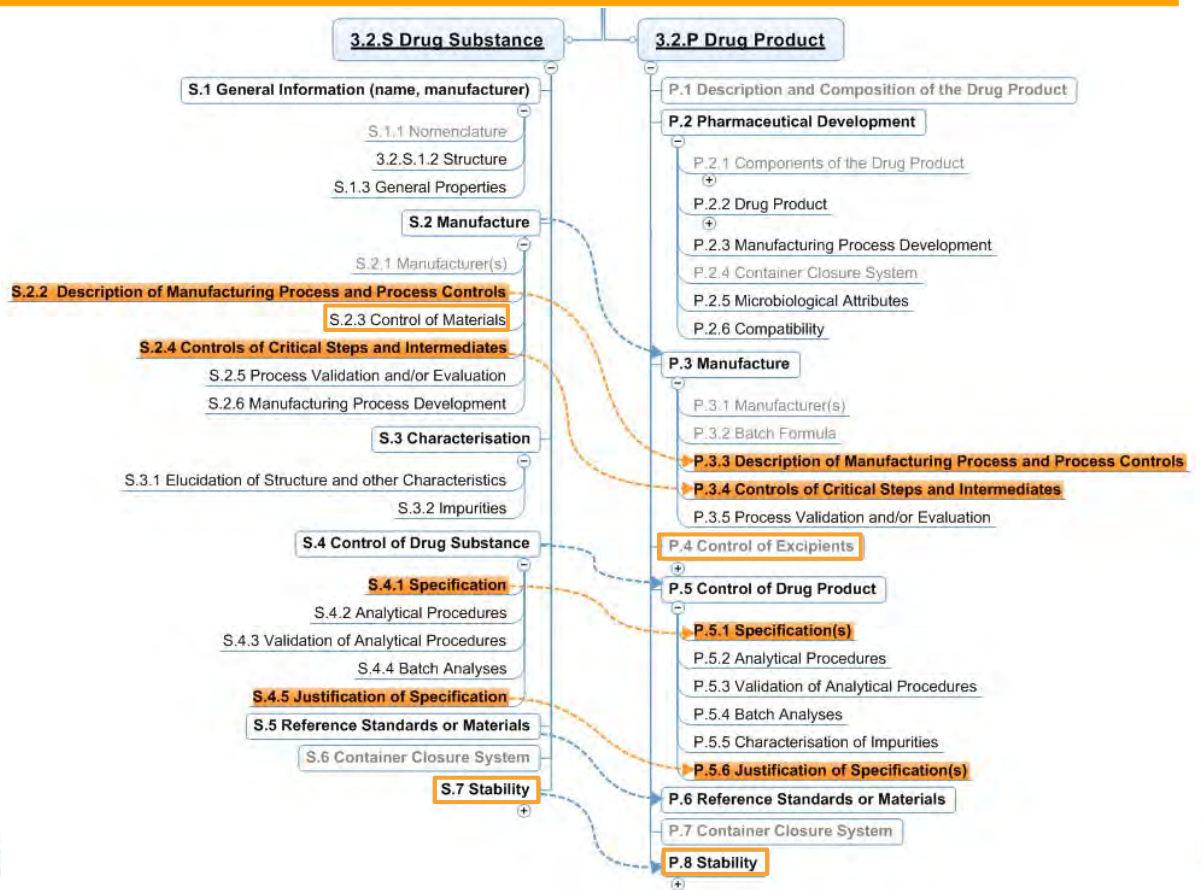 3.2.S Drug Substance
S.1 General Information (name, manufacturer)
S.1.1 Nomenclature
3.2.S.1.2 Structure
S.1.3 General Properties
S.2 Manufacture
S.2.1 Manufacturer(s)
S.2.2 Description of Manufacturing Process and Process Controls
S.2.3 Control of Materials
S.2.4 Controls of Critical Steps and Intermediates
S.2.5 Process Validation and/or Evaluation
S.2.6 Manufacturing Process Development
S.3 Characterisation
S.3.1 Elucidation of Structure and other Characteristics
S.3.2 Impurities
S.4 Control of Drug Substance
S.4.1 Specification
S.4.2 Analytical Procedures
S.4.3 Validation of Analytical Procedures
S.4.4 Batch Analyses
S.4.5 Justification of Specification
S.5 Reference Standards or Materials
S.6 Container Closure System
S.7 Stability
3.2.P Drug Product
P.1 Description and Composition of the Drug Product
P.2 Pharmaceutical Development
P.2.1 Components of the Drug Product
P.2.2 Drug Product
P.2.3 Manufacturing Process Development
P.2.4 Container Closure System
P.2.5 Microbiological Attributes
P.2.6 Compatibility
P.3 Manufacture
P.3.1 Manufacturer(s)
P.3.2 Batch Formula
P.3.3 Description of Manufacturing Process and Process Controls
P.3.4 Controls of Critical Steps and Intermediates
P.3.5 Process Validation and/or Evaluation
P.4 Control of Excipients
P.5 Control of Drug Product
P.5.1 Specification(s)
P.5.2 Analytical Procedures
P.5.3 Validation of Analytical Procedures
P.5.4 Batch Analyses
P.5.5 Characterisation of Impurities
P.5.6 Justification of Specification(s)
P.6 Reference Standards or Materials
P.7 Container Closure System
P.8 Stability